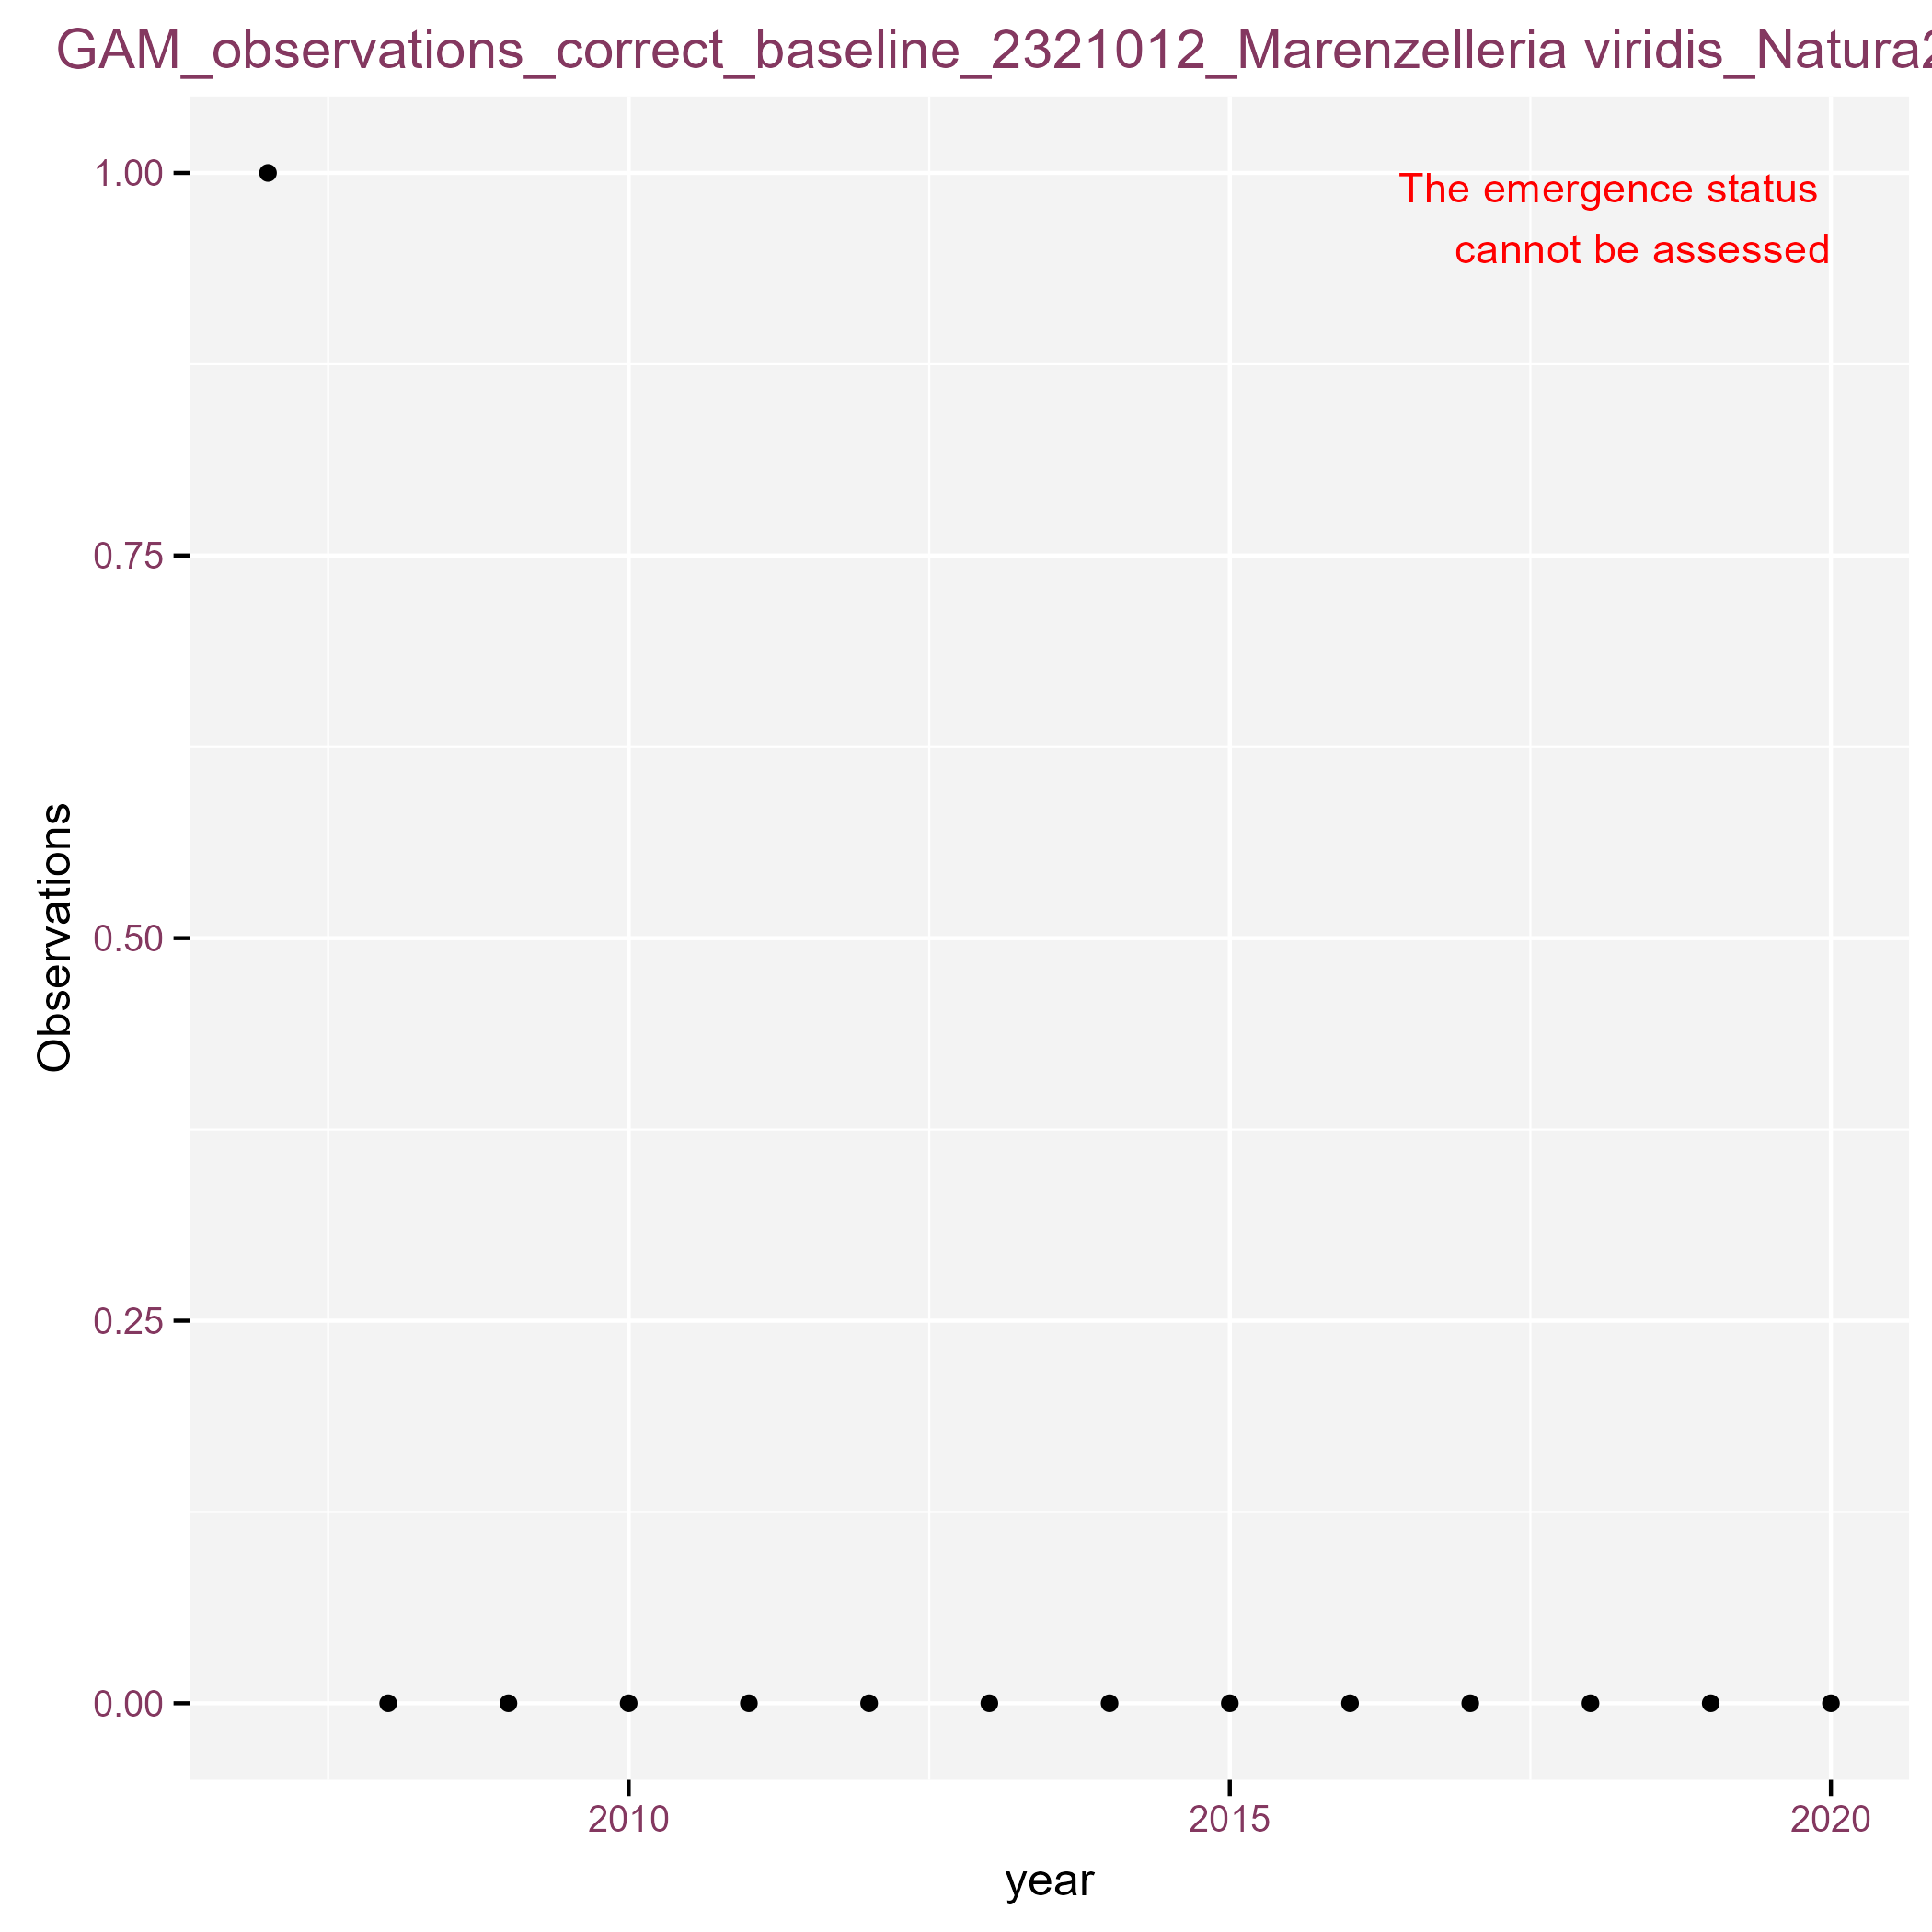 GAM_observations_correct_baseline_2321012_Marenzelleria viridis_Natura2
1.00
The emergence status
cannot be assessed
0.75
Observations
0.50
0.25
0.00
2010
2015
2020
year